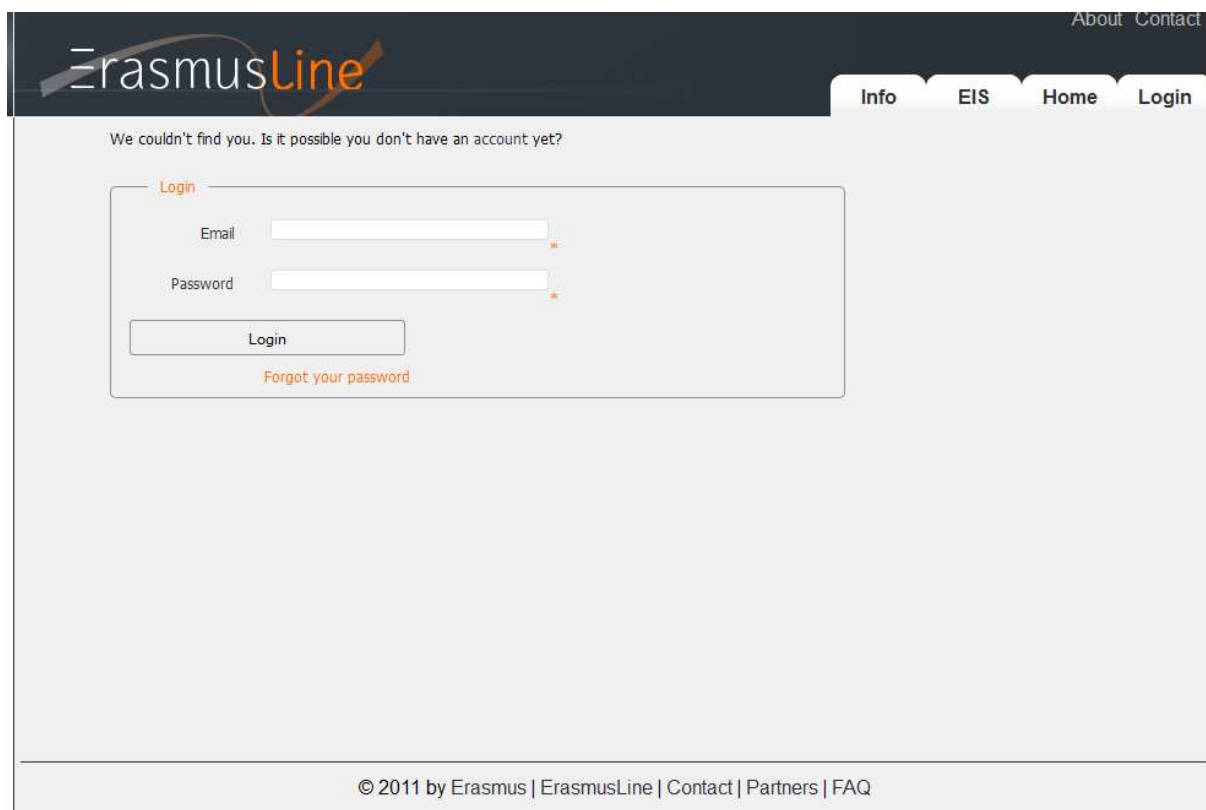 About Contact
ErasmusLine
Info EIS Home Login
We couldn't find you. Is it possible you don't have an account yet?
Login
Email
*
Password
*
Login
Forgot your password
© 2011 by Erasmus | ErasmusLine | Contact | Partners | FAQ